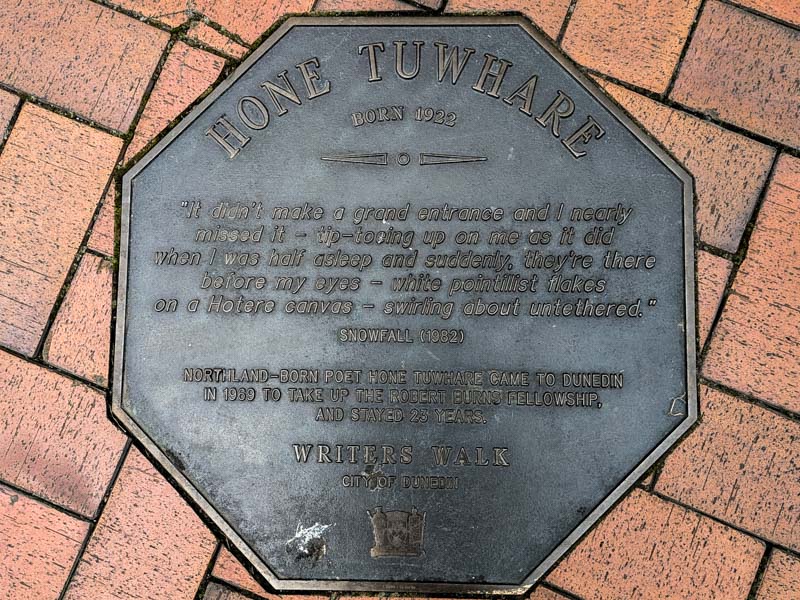 HONE TUWHARE
BORN 1922
"It didn't make a grand entrance and I nearly
missed it – tip-toeing up on me as it did
when I was half asleep and suddenly, they're there
before my eyes – white pointillist flakes
on a Hotere canvas – swirling about untethered."
SNOWFALL (1982)
NORTHLAND–BORN POET HONE TUWHARE CAME TO DUNEDIN
IN 1969 TO TAKE UP THE ROBERT BURNS FELLOWSHIP,
AND STAYED 23 YEARS.
WRITERS WALK
CITY OF DUNEDIN